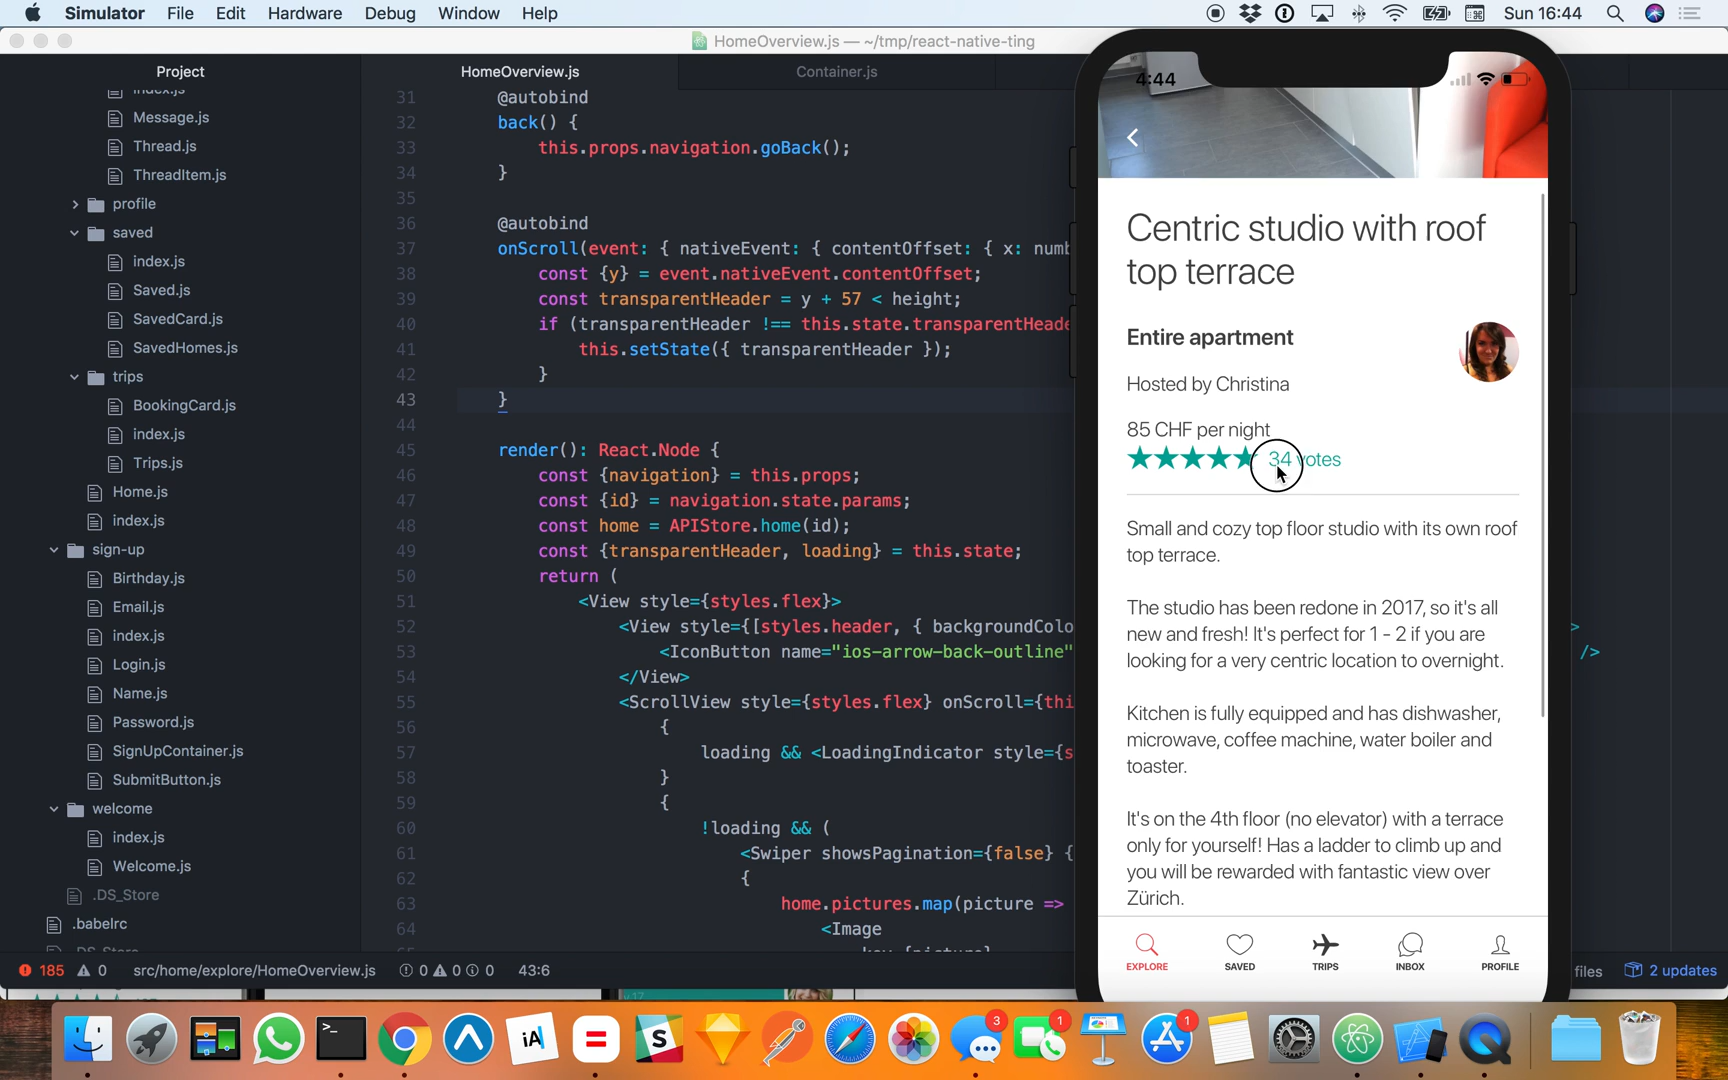 Simulator File Edit Hardware Debug Window Help
Sun 16:44
HomeOverview.js — ~/tmp/react-native-ting
Project
index.js
Message.js
Thread.js
ThreadItem.js
profile
saved
index.js
Saved.js
SavedCard.js
SavedHomes.js
trips
BookingCard.js
index.js
Trips.js
Home.js
index.js
sign-up
Birthday.js
Email.js
index.js
Login.js
Name.js
Password.js
SignUpContainer.js
SubmitButton.js
welcome
index.js
Welcome.js
.DS_Store
.babelrc
.DS_Store
HomeOverview.js Container.js
31 @autobind
32 back() {
33 this.props.navigation.goBack();
34 }
35
36 @autobind
37 onScroll(event: { nativeEvent: { contentOffset: { x: numb
38 const {y} = event.nativeEvent.contentOffset;
39 const transparentHeader = y + 57 < height;
40 if (transparentHeader !== this.state.transparentHeade
41 this.setState({ transparentHeader });
42 }
43 }
44
45 render(): React.Node {
46 const {navigation} = this.props;
47 const {id} = navigation.state.params;
48 const home = APIStore.home(id);
49 const {transparentHeader, loading} = this.state;
50 return (
51 <View style={styles.flex}>
52 <View style={[styles.header, { backgroundColo >
53 <IconButton name="ios-arrow-back-outline" />
54 </View>
55 <ScrollView style={styles.flex} onScroll={thi
56 {
57 loading && <LoadingIndicator style={s
58 }
59 {
60 !loading && (
61 <Swiper showsPagination={false} {
62 {
63 home.pictures.map(picture =>
64 <Image
65 key={picture}
4:44
Centric studio with roof
top terrace
Entire apartment
Hosted by Christina
85 CHF per night
34 votes
Small and cozy top floor studio with its own roof
top terrace.
The studio has been redone in 2017, so it's all
new and fresh! It's perfect for 1 - 2 if you are
looking for a very centric location to overnight.
Kitchen is fully equipped and has dishwasher,
microwave, coffee machine, water boiler and
toaster.
It's on the 4th floor (no elevator) with a terrace
only for yourself! Has a ladder to climb up and
you will be rewarded with fantastic view over
Zürich.
EXPLORE SAVED TRIPS INBOX PROFILE
185 0 src/home/explore/HomeOverview.js 0 0 0 43:6 files 2 updates
>_ iA S 3 1 1